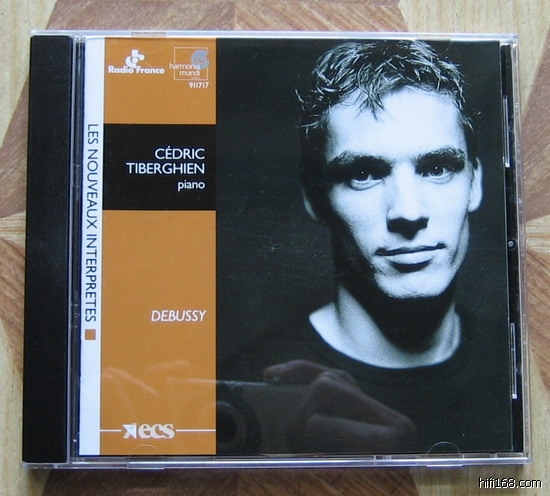 Radio France
harmonia
mundi
911717
LES NOUVEAUX INTERPRETES
CÉDRIC
TIBERGHIEN
piano
DEBUSSY
ecs
hifi168.com